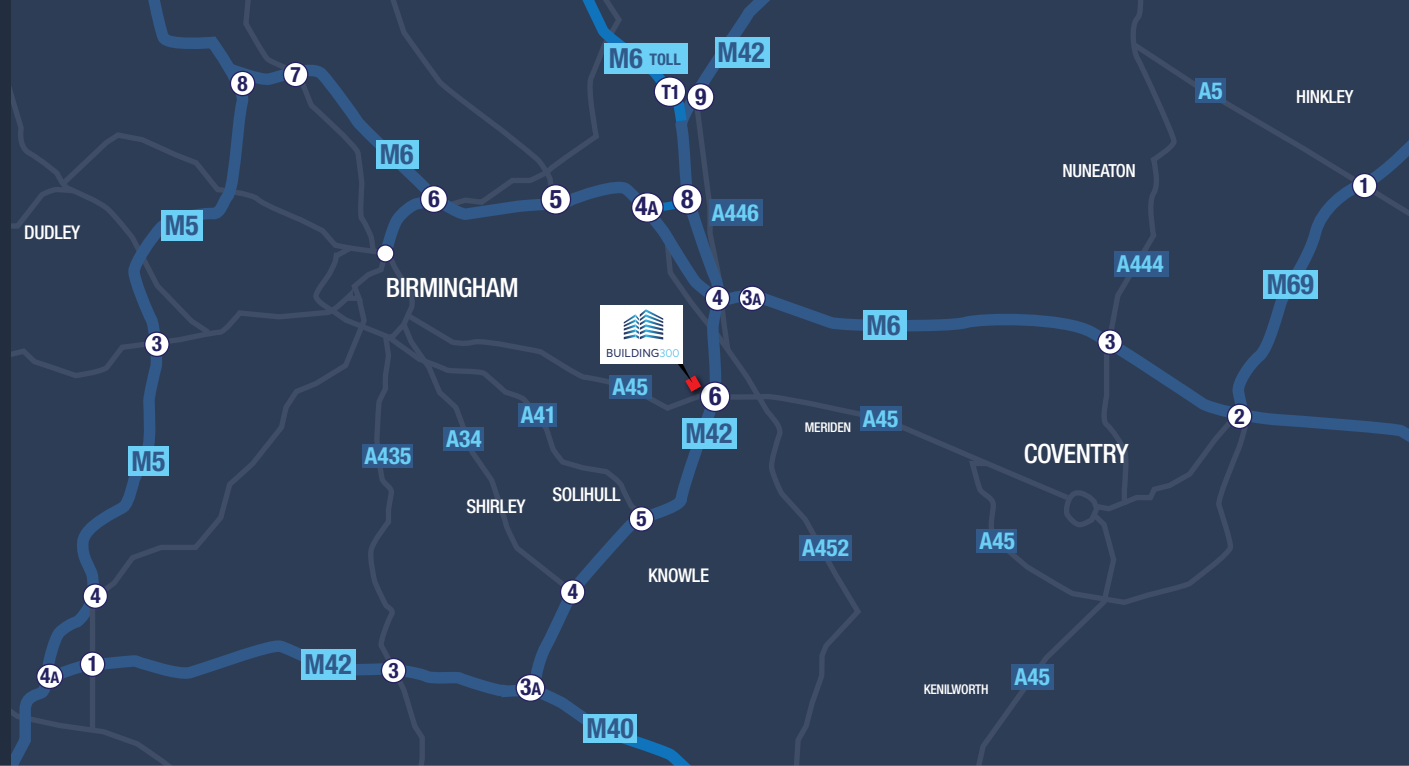 M6 TOLL
M42
8
7
T1
9
A5
HINKLEY
M6
NUNEATON
1
6
5
4A
8
A446
M5
DUDLEY
BIRMINGHAM
A444
M69
4
3A
M6
BUILDING300
3
3
A45
6
A41
M42
MERIDEN
A45
2
A34
A435
COVENTRY
M5
SHIRLEY
SOLIHULL
5
A452
A45
KNOWLE
4
4
4A
1
M42
3
3A
KENILWORTH
A45
M40